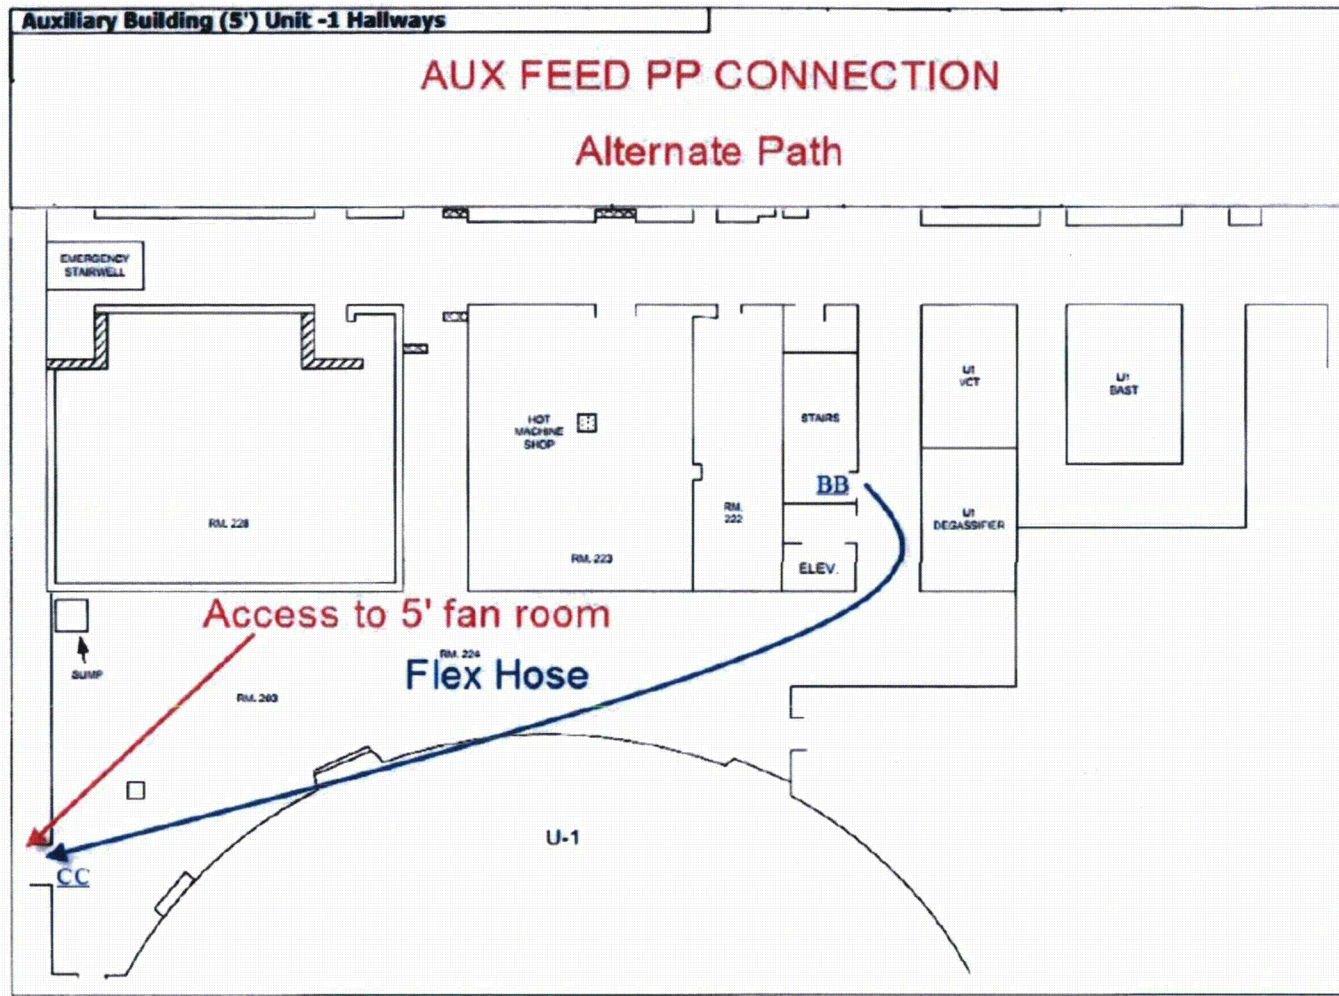 Auxiliary Building (5') Unit -1 Hallways
AUX FEED PP CONNECTION
Alternate Path
EMERGENCY
STAIRWELL
U1
VCT
U1
BAST
HOT
MACHINE
SHOP
STAIRS
BB
RM. 228
RM.
222
U1
DEGASSIFIER
RM. 223
ELEV.
Access to 5' fan room
RM. 224
Flex Hose
SUMP
RM. 203
U-1
CC